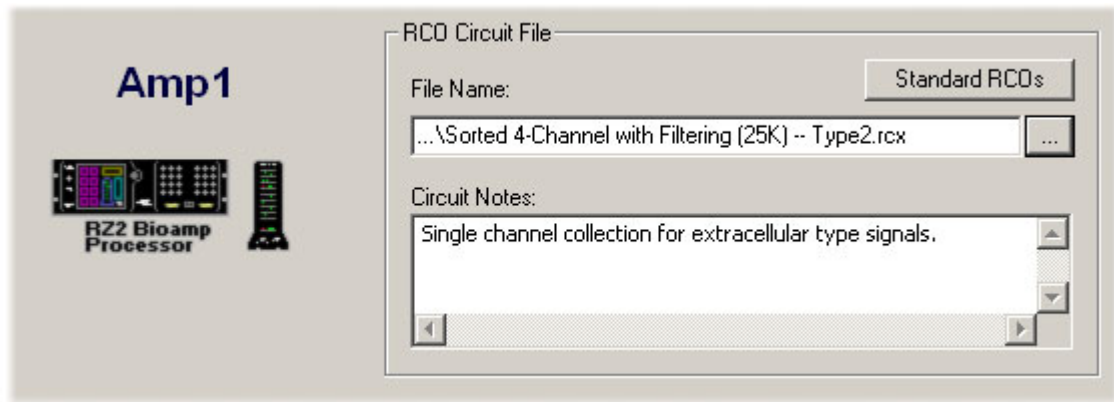 Amp1
RZ2 Bioamp
Processor
RCO Circuit File
File Name:
Standard RCOs
...\Sorted 4-Channel with Filtering (25K) -- Type2.rcx
...
Circuit Notes:
Single channel collection for extracellular type signals.